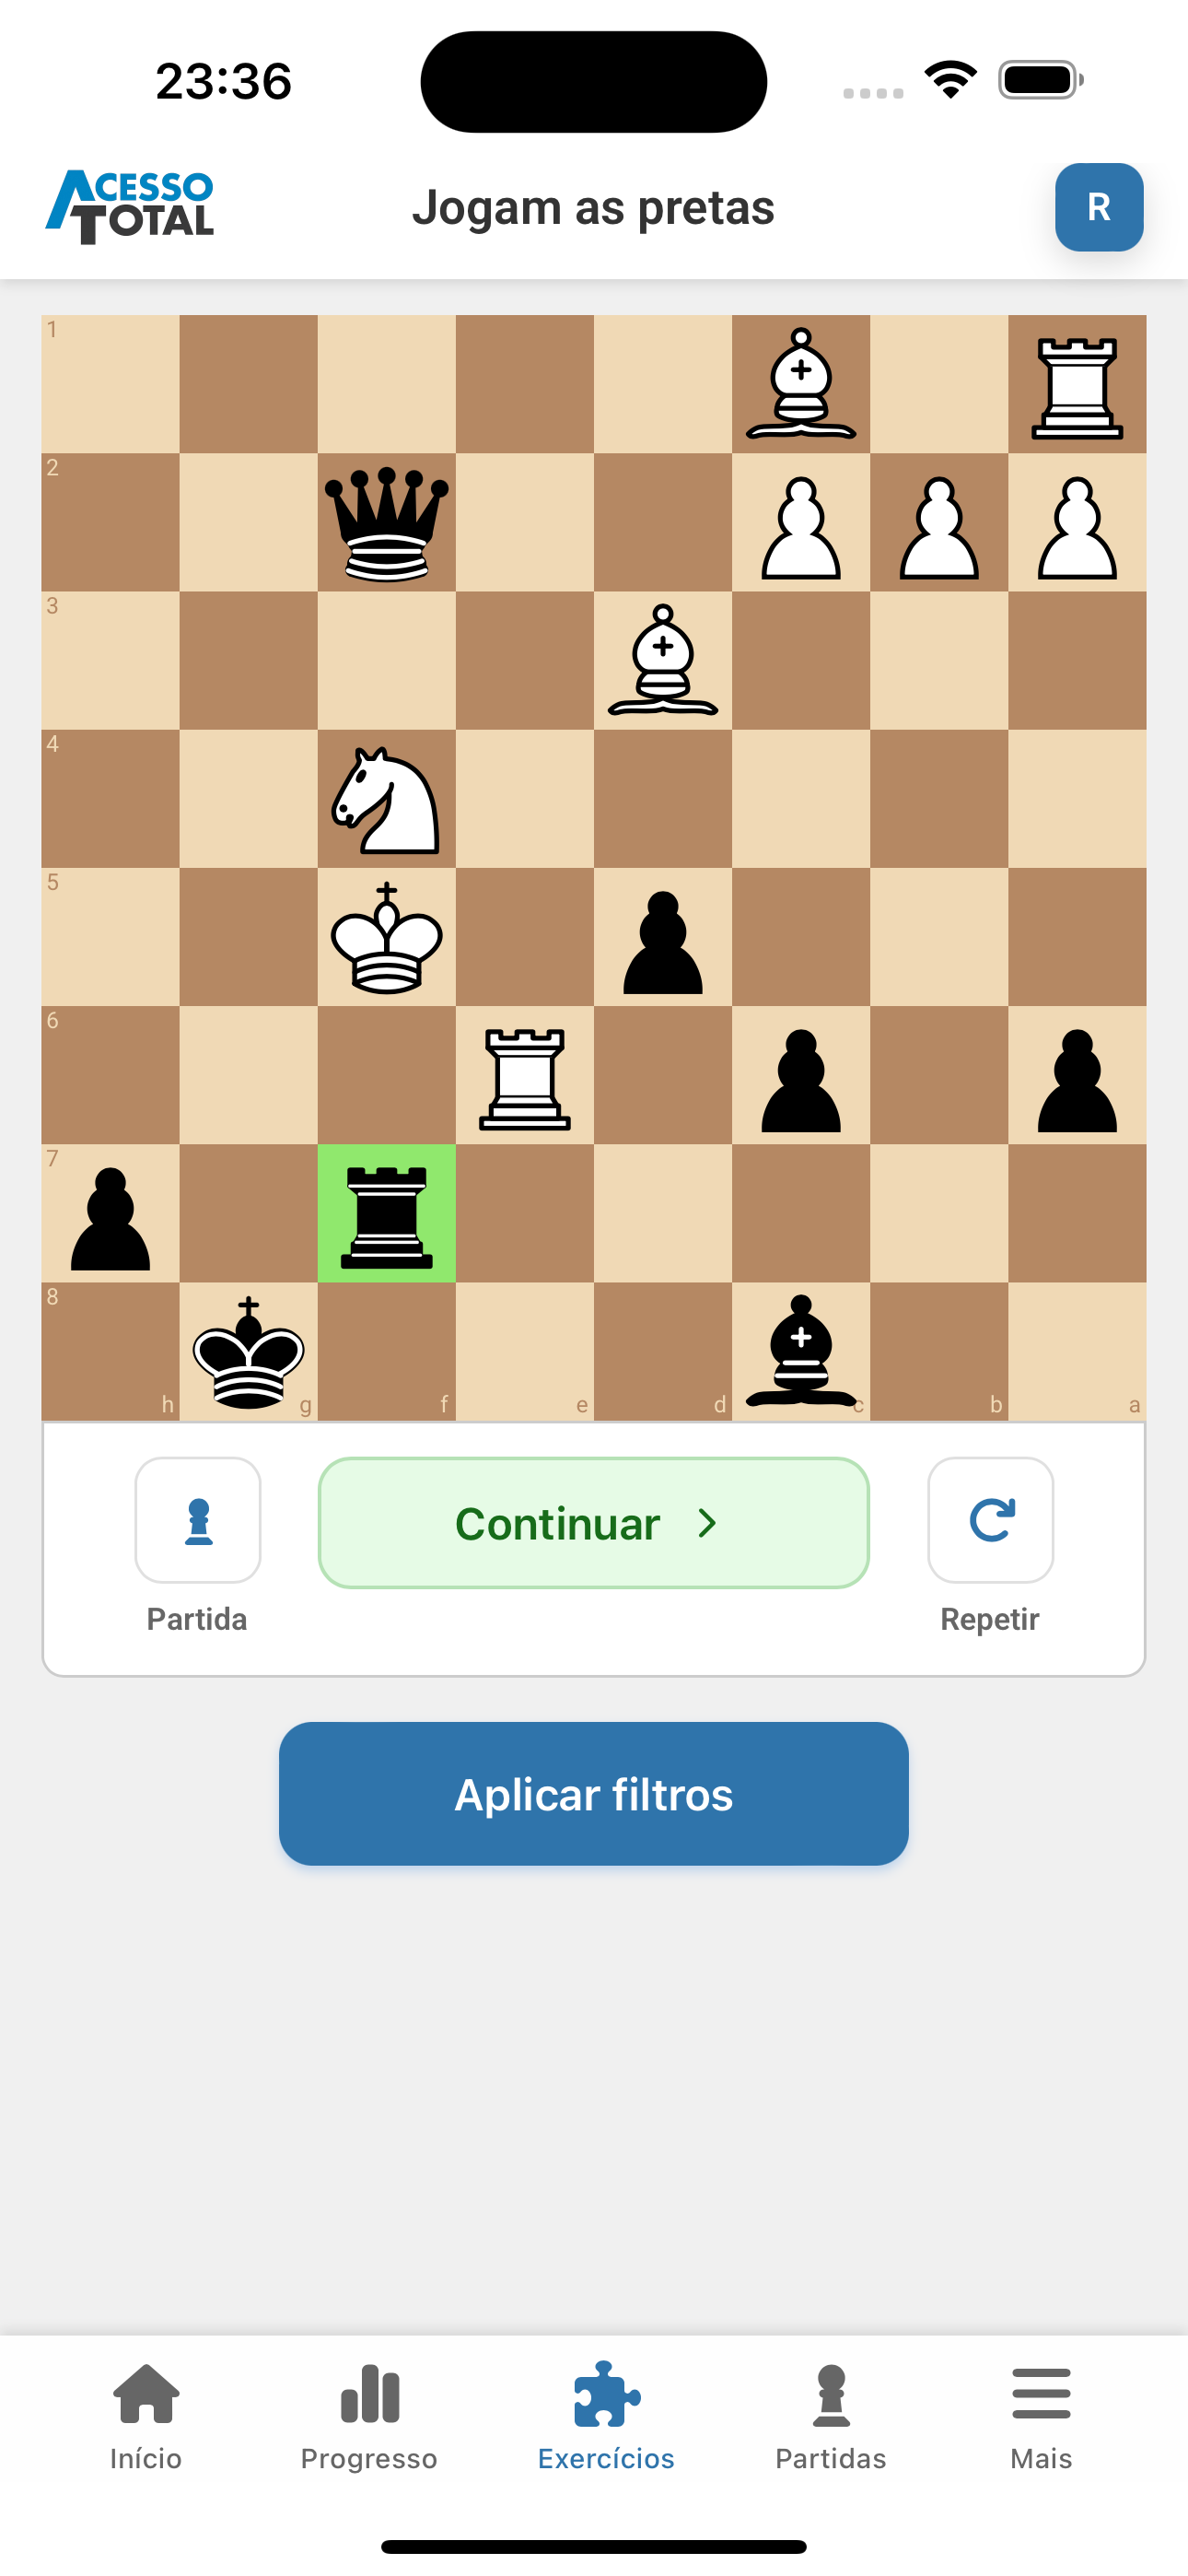 23:36
ACESSO
TOTAL
Jogam as pretas
R
1
2
3
4
5
6
7
8
h g f e d c b a
Continuar
Partida
Repetir
Aplicar filtros
Início Progresso Exercícios Partidas Mais